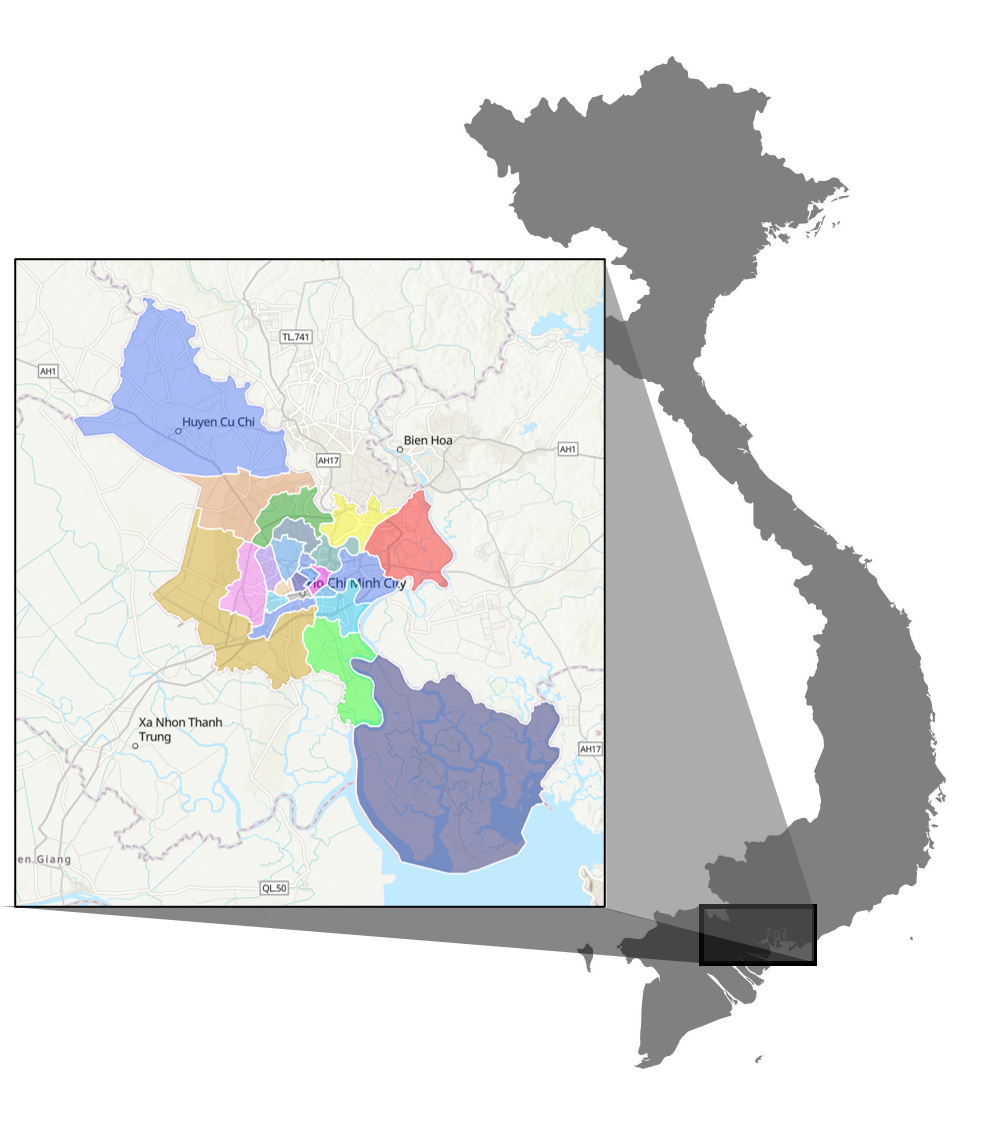 TL.741
AH1
Huyen Cu Chi
Bien Hoa
AH1
AH17
Ho Chi Minh City
Xa Nhon Thanh
Trung
AH17
en Giang
QL.50